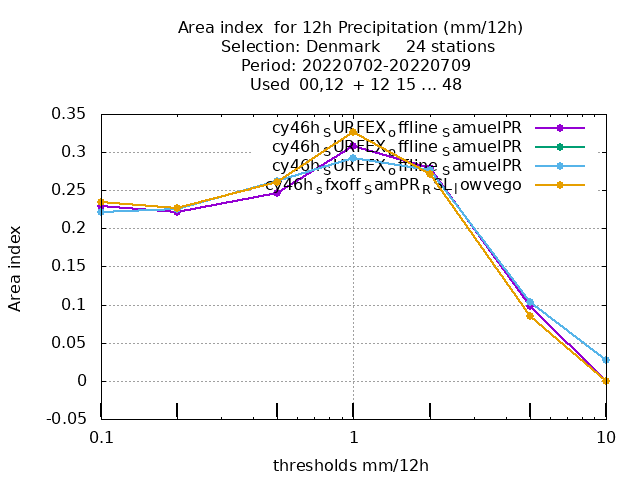 Area index  for 12h Precipitation (mm/12h)
Selection: Denmark     24 stations
Period: 20220702-20220709
Used  00,12  + 12 15 ... 48
0.35
0.3
0.25
0.2
0.15
0.1
0.05
0
-0.05
Area index
cy46h_SURFEX_offline_SamuelPR
cy46h_SURFEX_offline_SamuelPR
cy46h_SURFEX_offline_SamuelPR
cy46h_sfxoff_SamPR_RSL_lowvego
0.1
1
10
thresholds mm/12h